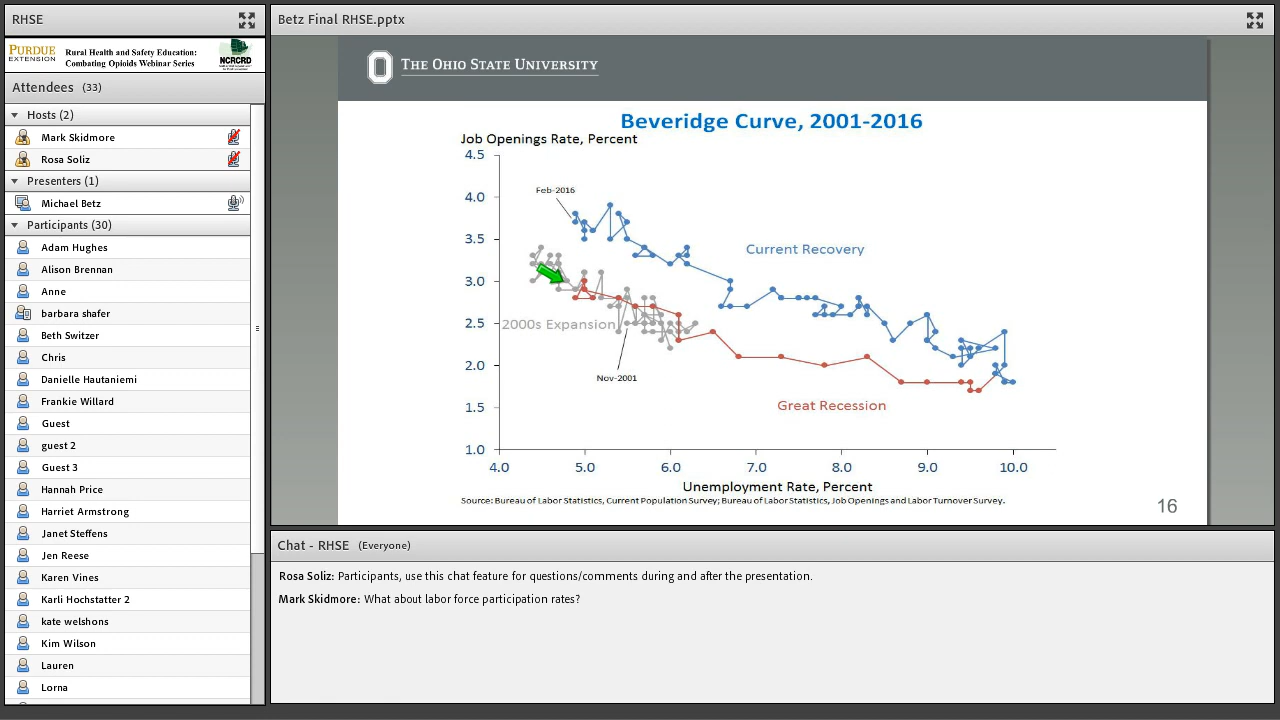 RHSE
PURDUE
EXTENSION
Rural Health and Safety Education:
Combating Opioids Webinar Series
NCRCRD
Attendees (33)
Hosts (2)
Mark Skidmore
Rosa Soliz
Presenters (1)
Michael Betz
Participants (30)
Adam Hughes
Alison Brennan
Anne
barbara shafer
Beth Switzer
Chris
Danielle Hautaniemi
Frankie Willard
Guest
guest 2
Guest 3
Hannah Price
Harriet Armstrong
Janet Steffens
Jen Reese
Karen Vines
Karli Hochstatter 2
kate welshons
Kim Wilson
Lauren
Lorna
Betz Final RHSE.pptx
THE OHIO STATE UNIVERSITY
Beveridge Curve, 2001-2016
Job Openings Rate, Percent
4.5
4.0
3.5
3.0
2.5
2.0
1.5
1.0
Feb-2016
Current Recovery
2000s Expansion
Nov-2001
Great Recession
4.0 5.0 6.0 7.0 8.0 9.0 10.0
Unemployment Rate, Percent
Source: Bureau of Labor Statistics, Current Population Survey; Bureau of Labor Statistics, Job Openings and Labor Turnover Survey.
16
Chat - RHSE (Everyone)
Rosa Soliz: Participants, use this chat feature for questions/comments during and after the presentation.
Mark Skidmore: What about labor force participation rates?